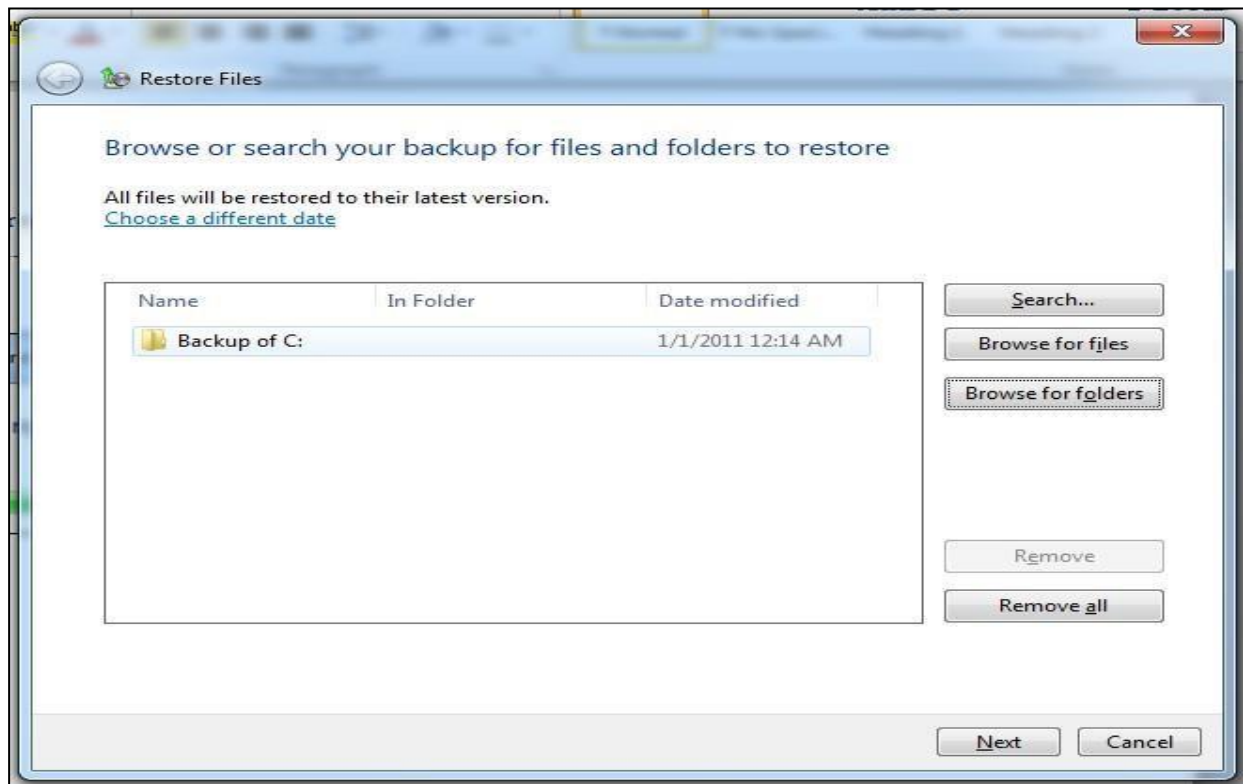 Restore Files
Browse or search your backup for files and folders to restore
All files will be restored to their latest version.
Choose a different date
Name In Folder Date modified
Backup of C: 1/1/2011 12:14 AM
Search...
Browse for files
Browse for folders
Remove
Remove all
Next Cancel